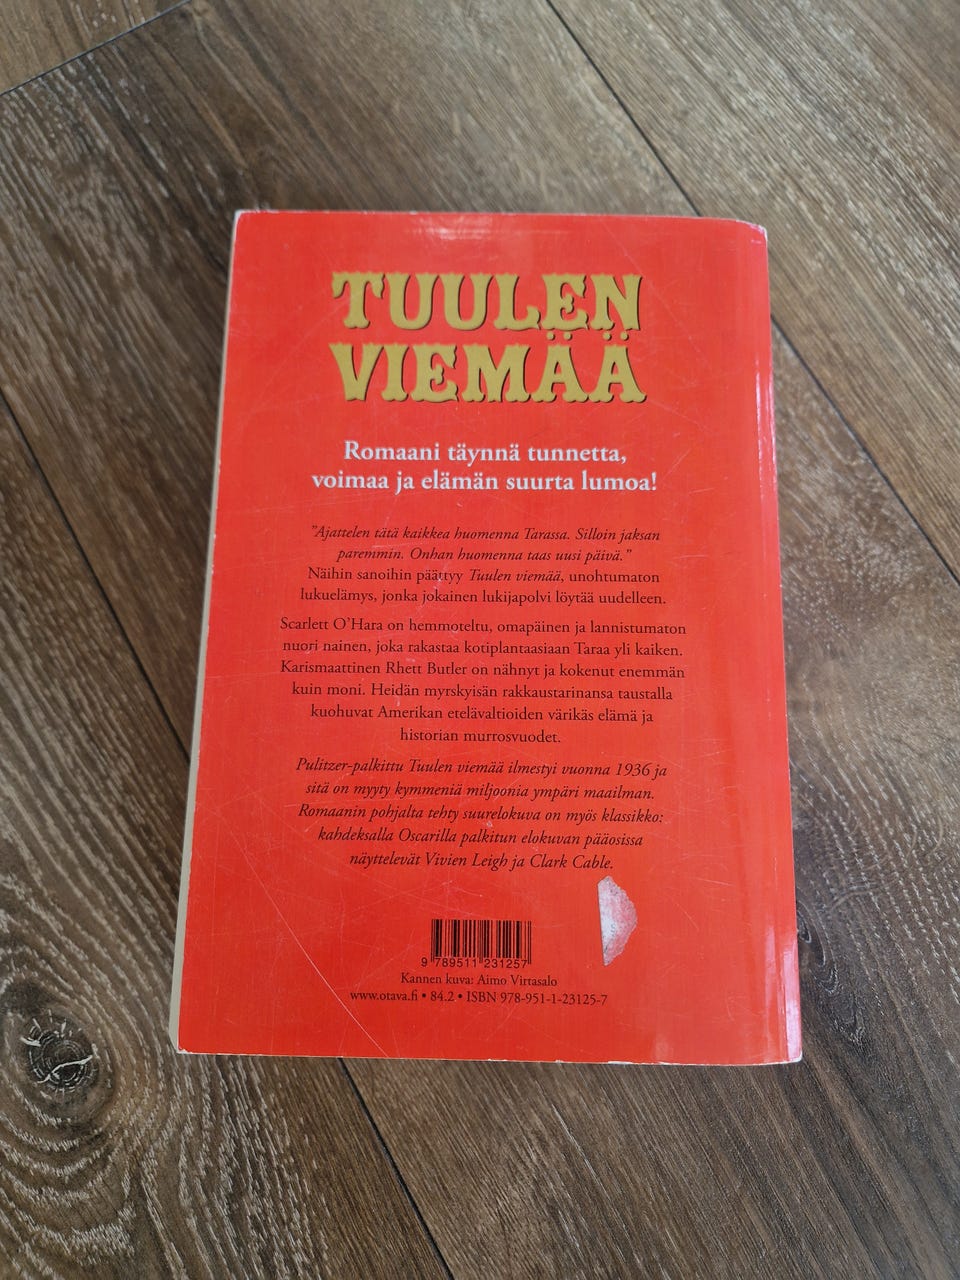 TUULEN
VIEMÄÄ
Romaani täynnä tunnetta,
voimaa ja elämän suurta lumoa!
"Ajattelen tätä kaikkea huomenna Tarassa. Silloin jaksan
paremmin. Onhan huomenna taas uusi päivä."
Näihin sanoihin päättyy Tuulen viemää, unohtumaton
lukuelämys, jonka jokainen lukijapolvi löytää uudelleen.
Scarlett O'Hara on hemmoteltu, omapäinen ja lannistumaton
nuori nainen, joka rakastaa kotiplantaasiaan Taraa yli kaiken.
Karismaattinen Rhett Butler on nähnyt ja kokenut enemmän
kuin moni. Heidän myrskyisän rakkaustarinansa taustalla
kuohuvat Amerikan etelävaltioiden värikäs elämä ja
historian murrosvuodet.
Pulitzer-palkittu Tuulen viemää ilmestyi vuonna 1936 ja
sitä on myyty kymmeniä miljoonia ympäri maailman.
Romaanin pohjalta tehty suurelokuva on myös klassikko:
kahdeksalla Oscarilla palkitun elokuvan pääosissa
näyttelevät Vivien Leigh ja Clark Cable.
9 789511 231257
Kannen kuva: Aimo Virtasalo
www.otava.fi • 84.2 • ISBN 978-951-1-23125-7